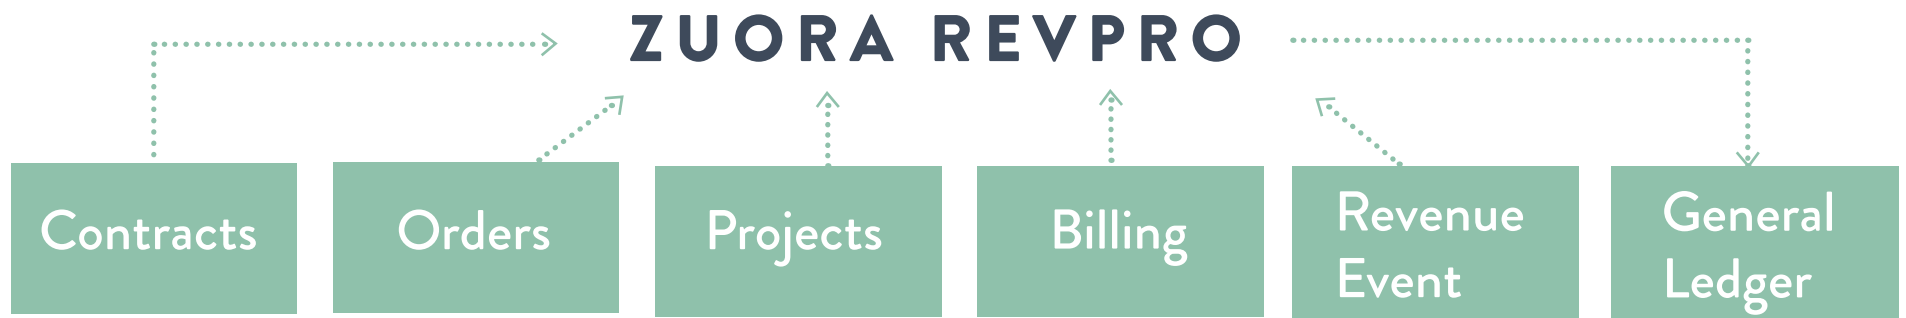 ZUORA REVPRO
Contracts
Orders
Projects
Billing
Revenue
Event
General
Ledger